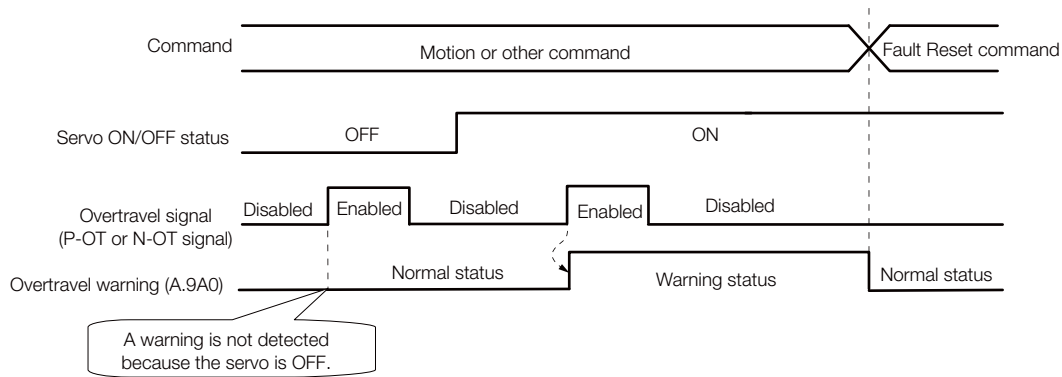 Command
Motion or other command
Fault Reset command
Servo ON/OFF status
OFF
ON
Overtravel signal
(P-OT or N-OT signal)
Disabled
Enabled
Disabled
Enabled
Disabled
Overtravel warning (A.9A0)
Normal status
Warning status
Normal status
A warning is not detected
because the servo is OFF.